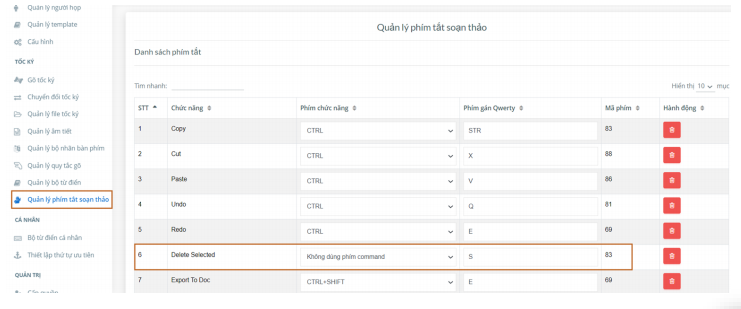 Quản lý người họp
Quản lý template
Cấu hình
TỐC KÝ
Gõ tốc ký
Chuyển đổi tốc ký
Quản lý file tốc ký
Quản lý âm tiết
Quản lý bộ nhấn bàn phím
Quản lý quy tắc gõ
Quản lý bộ từ điển
Quản lý phím tắt soạn thảo
CÁ NHÂN
Bộ từ điển cá nhân
Thiết lập thứ tự ưu tiên
QUẢN TRỊ
Quản lý phím tắt soạn thảo
Danh sách phím tắt
Tìm nhanh:
Hiển thị 10 mục
STT Chức năng Phím chức năng Phím gán Qwerty Mã phím Hành động
1 Copy CTRL STR 83
2 Cut CTRL X 88
3 Paste CTRL V 86
4 Undo CTRL Q 81
5 Redo CTRL E 69
6 Delete Selected Không dùng phím command S 83
7 Export To Doc CTRL+SHIFT E 69